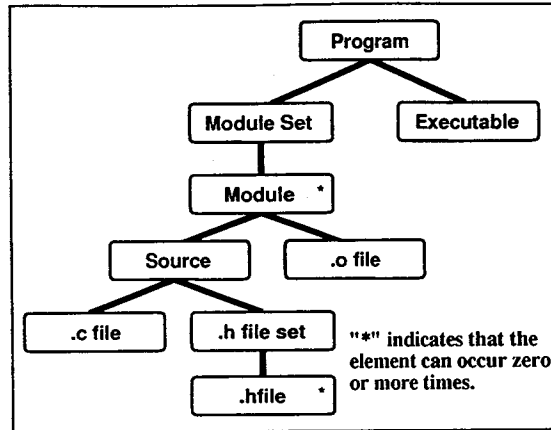 Program
Module Set
Executable
Module *
Source
.o file
.c file
.h file set
"*" indicates that the
element can occur zero
or more times.
.hfile *